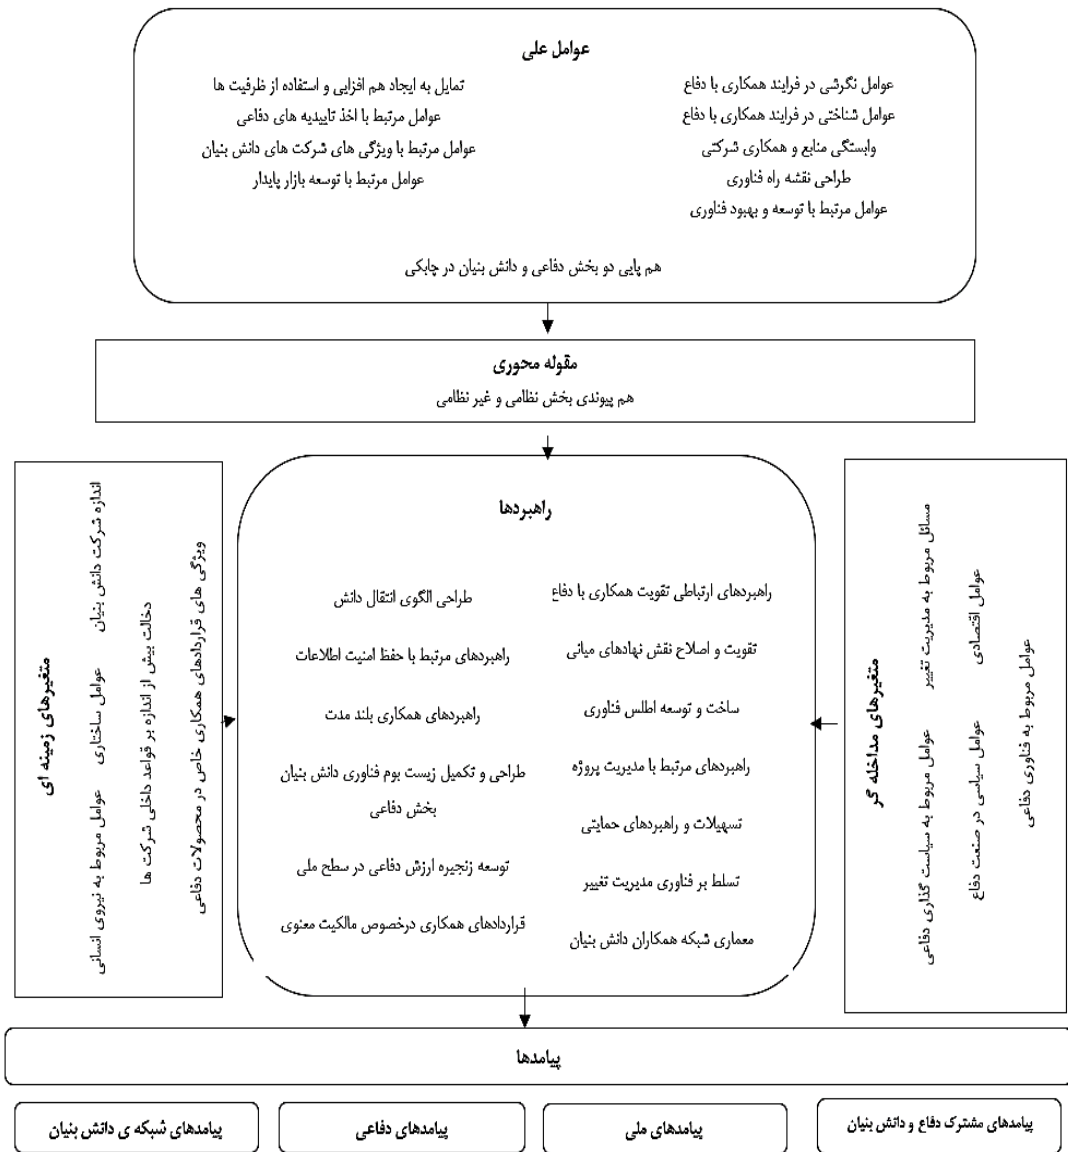 عوامل علی
عوامل نگرشی در فرایند همکاری با دفاع
عوامل شناختی در فرایند همکاری با دفاع
وابستگی منابع و همکاری شرکتی
طراحی نقشه راه فناوری
عوامل مرتبط با توسعه و بهبود فناوری
تمایل به ایجاد هم افزایی و استفاده از ظرفیت ها
عوامل مرتبط با اخذ تاییدیه های دفاعی
عوامل مرتبط با ویژگی های شرکت های دانش بنیان
عوامل مرتبط با توسعه بازار پایدار
هم پایی دو بخش دفاعی و دانش بنیان در چابکی
مقوله محوری
هم پیوندی بخش نظامی و غیر نظامی
متغیرهای مداخله گر
مسائل مربوط به مدیریت تغییر
عوامل مربوط به سیاست گذاری دفاعی
عوامل اقتصادی
عوامل سیاسی در صنعت دفاع
عوامل مربوط به فناوری دفاعی
راهبردها
راهبردهای ارتباطی تقویت همکاری با دفاع
تقویت و اصلاح نقش نهادهای میانی
ساخت و توسعه اطلس فناوری
راهبردهای مرتبط با مدیریت پروژه
تسهیلات و راهبردهای حمایتی
تسلط بر فناوری مدیریت تغییر
معماری شبکه همکاران دانش بنیان
طراحی الگوی انتقال دانش
راهبردهای مرتبط با حفظ امنیت اطلاعات
راهبردهای همکاری بلند مدت
طراحی و تکمیل زیست بوم فناوری دانش بنیان
بخش دفاعی
توسعه زنجیره ارزش دفاعی در سطح ملی
قراردادهای همکاری درخصوص مالکیت معنوی
متغیرهای زمینه ای
اندازه شرکت دانش بنیان
عوامل ساختاری
عوامل مربوط به نیروی انسانی
دخالت بیش از اندازه بر قواعد داخلی شرکت ها
ویژگی های قراردادهای همکاری خاص در محصولات دفاعی
پیامدها
پیامدهای مشترک دفاع و دانش بنیان
پیامدهای ملی
پیامدهای دفاعی
پیامدهای شبکه ی دانش بنیان